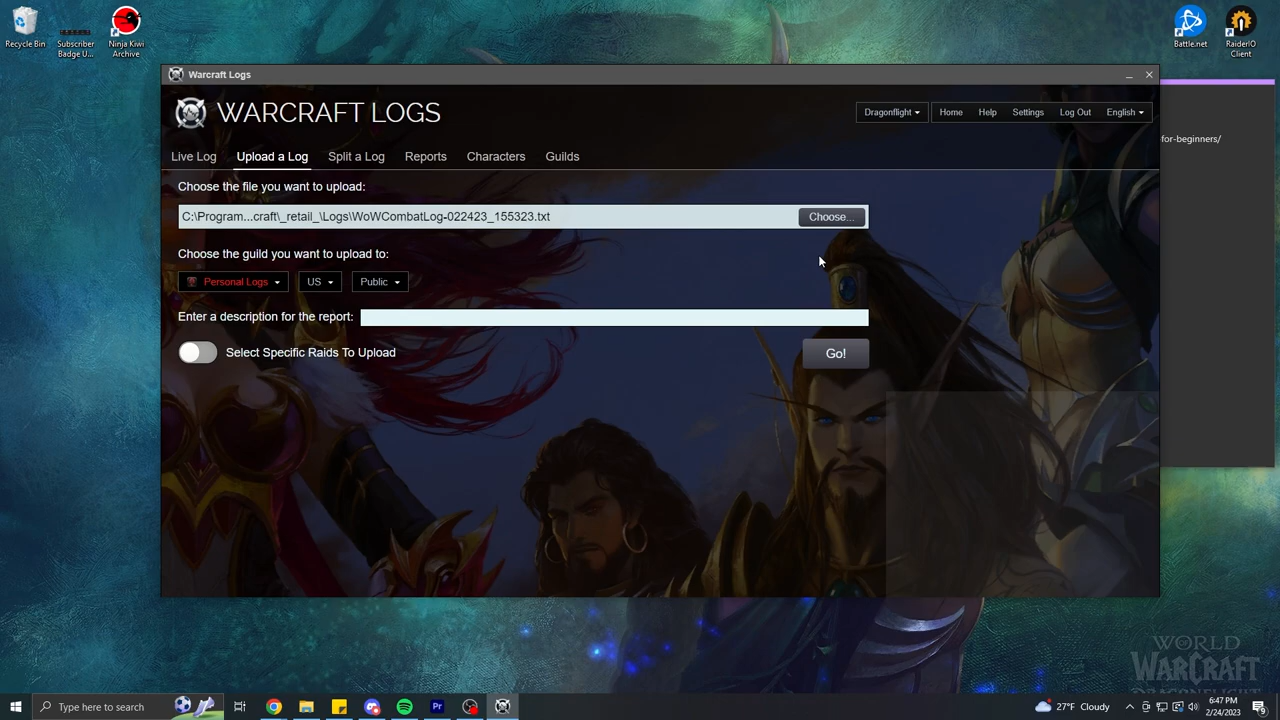 Recycle Bin
Subscriber
Badge U...
Ninja Kiwi
Archive
Battle.net
RaiderIO
Client
Warcraft Logs
WARCRAFT LOGS
Dragonflight
Home
Help
Settings
Log Out
English
for-beginners/
Live Log
Upload a Log
Split a Log
Reports
Characters
Guilds
Choose the file you want to upload:
C:\Program...craft\_retail_\Logs\WoWCombatLog-022423_155323.txt
Choose...
Choose the guild you want to upload to:
Personal Logs
US
Public
Enter a description for the report:
Select Specific Raids To Upload
Go!
WORLD
OF
WARCRAFT
DRAGONFLIGHT
Type here to search
Pr
27°F Cloudy
6:47 PM
2/24/2023
9